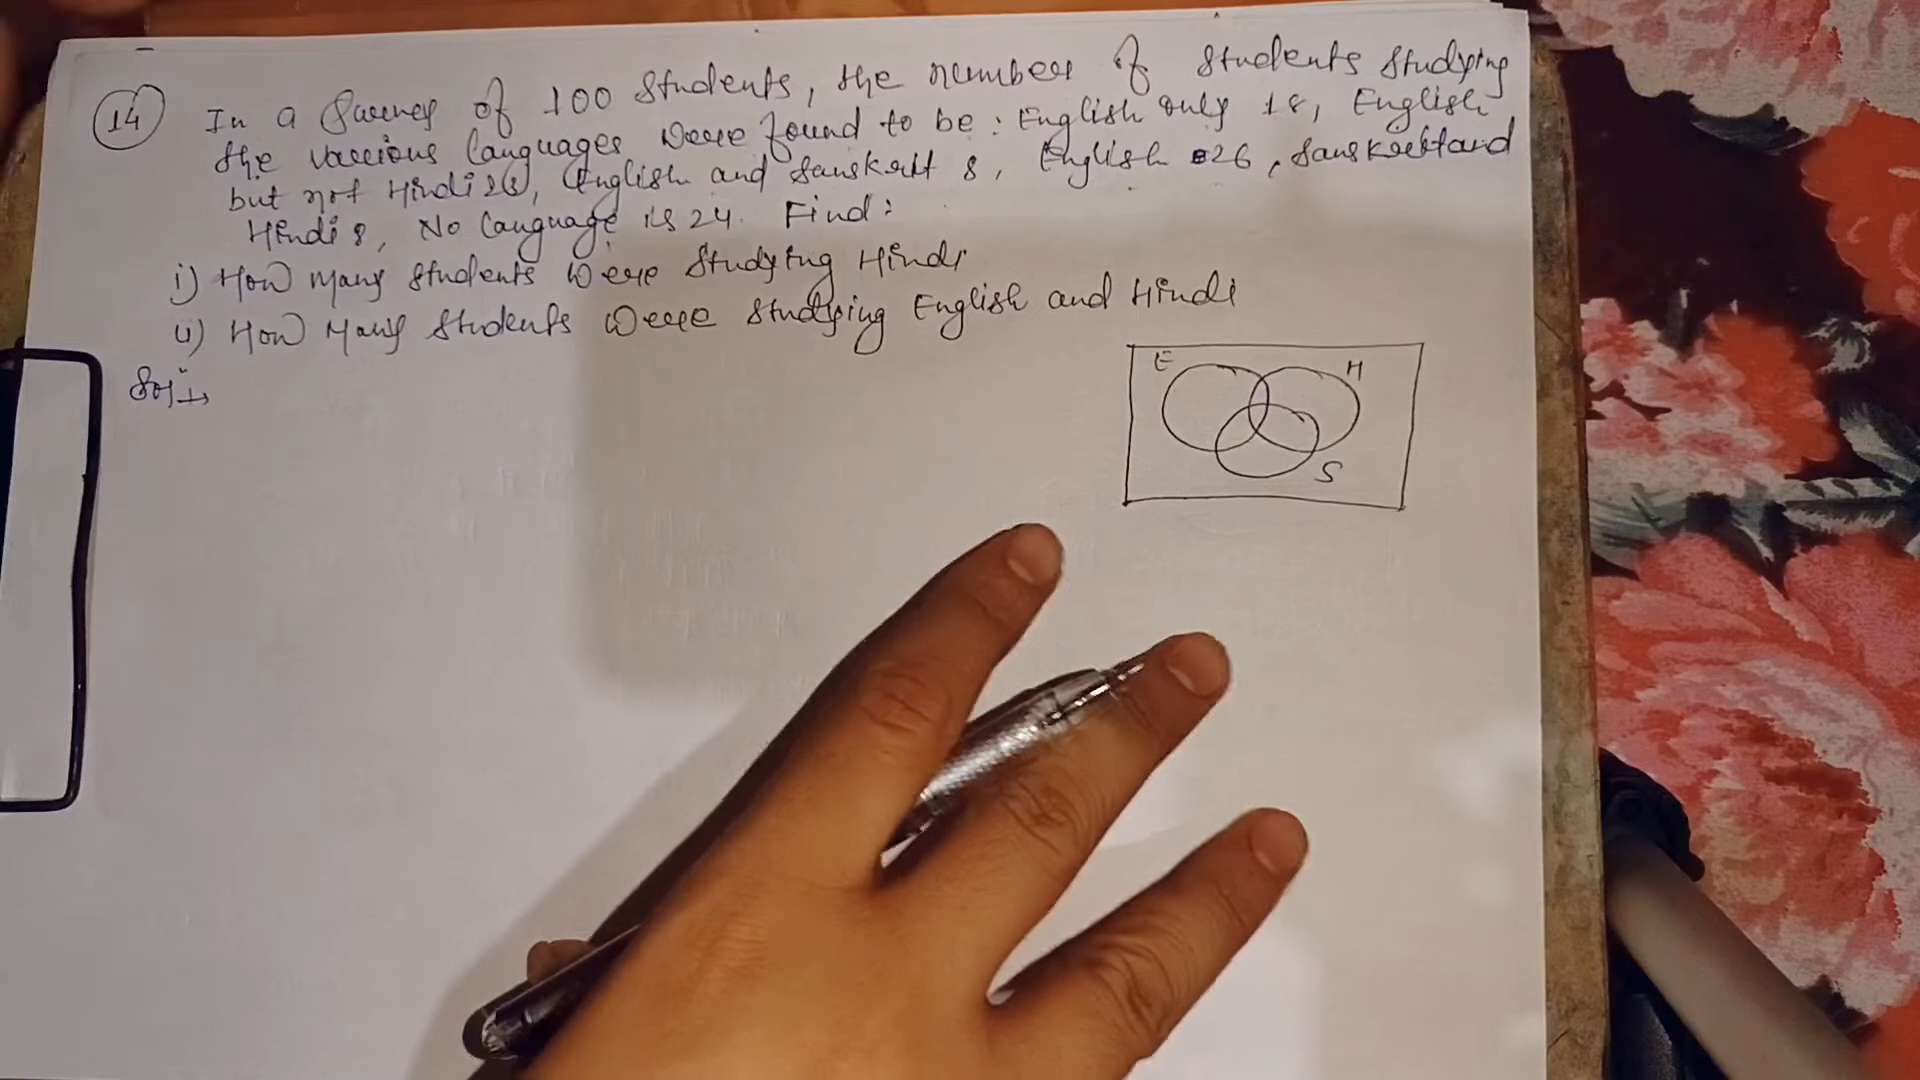 14 In a Survey of 100 Students, the number of Students Studying
the various languages were found to be: English only 18, English
but not Hindi 23, English and Sanskrit 8, English 26, Sanskrit and
Hindi 8, No language is 24. Find:
i) How Many Students were Studying Hindi
ii) How Many Students were Studying English and Hindi
Sol:→
E H
S